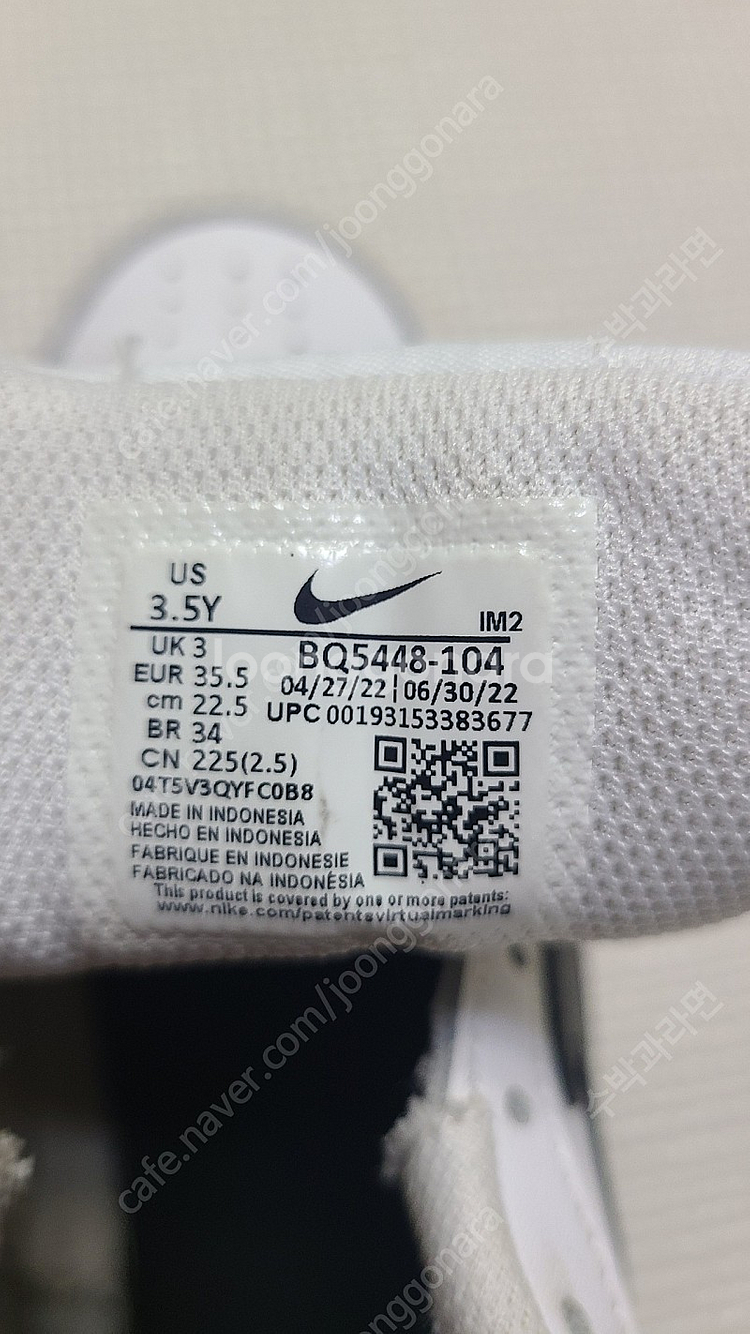 US
3.5Y
IM2
UK 3
BQ5448-104
EUR 35.5
04/27/22 | 06/30/22
cm 22.5
UPC 00193153383677
BR 34
CN 225(2.5)
04T5V3QYFC0B8
MADE IN INDONESIA
HECHO EN INDONESIA
FABRIQUE EN INDONESIE
FABRICADO NA INDONÉSIA
This product is covered by one or more patents:
www.nike.com/patentsvirtualmarking
cafe.naver.com/joonggonara
수박과라면
joonggonara
cafe.naver.com/joonggonara
수박과라면
joonggonara